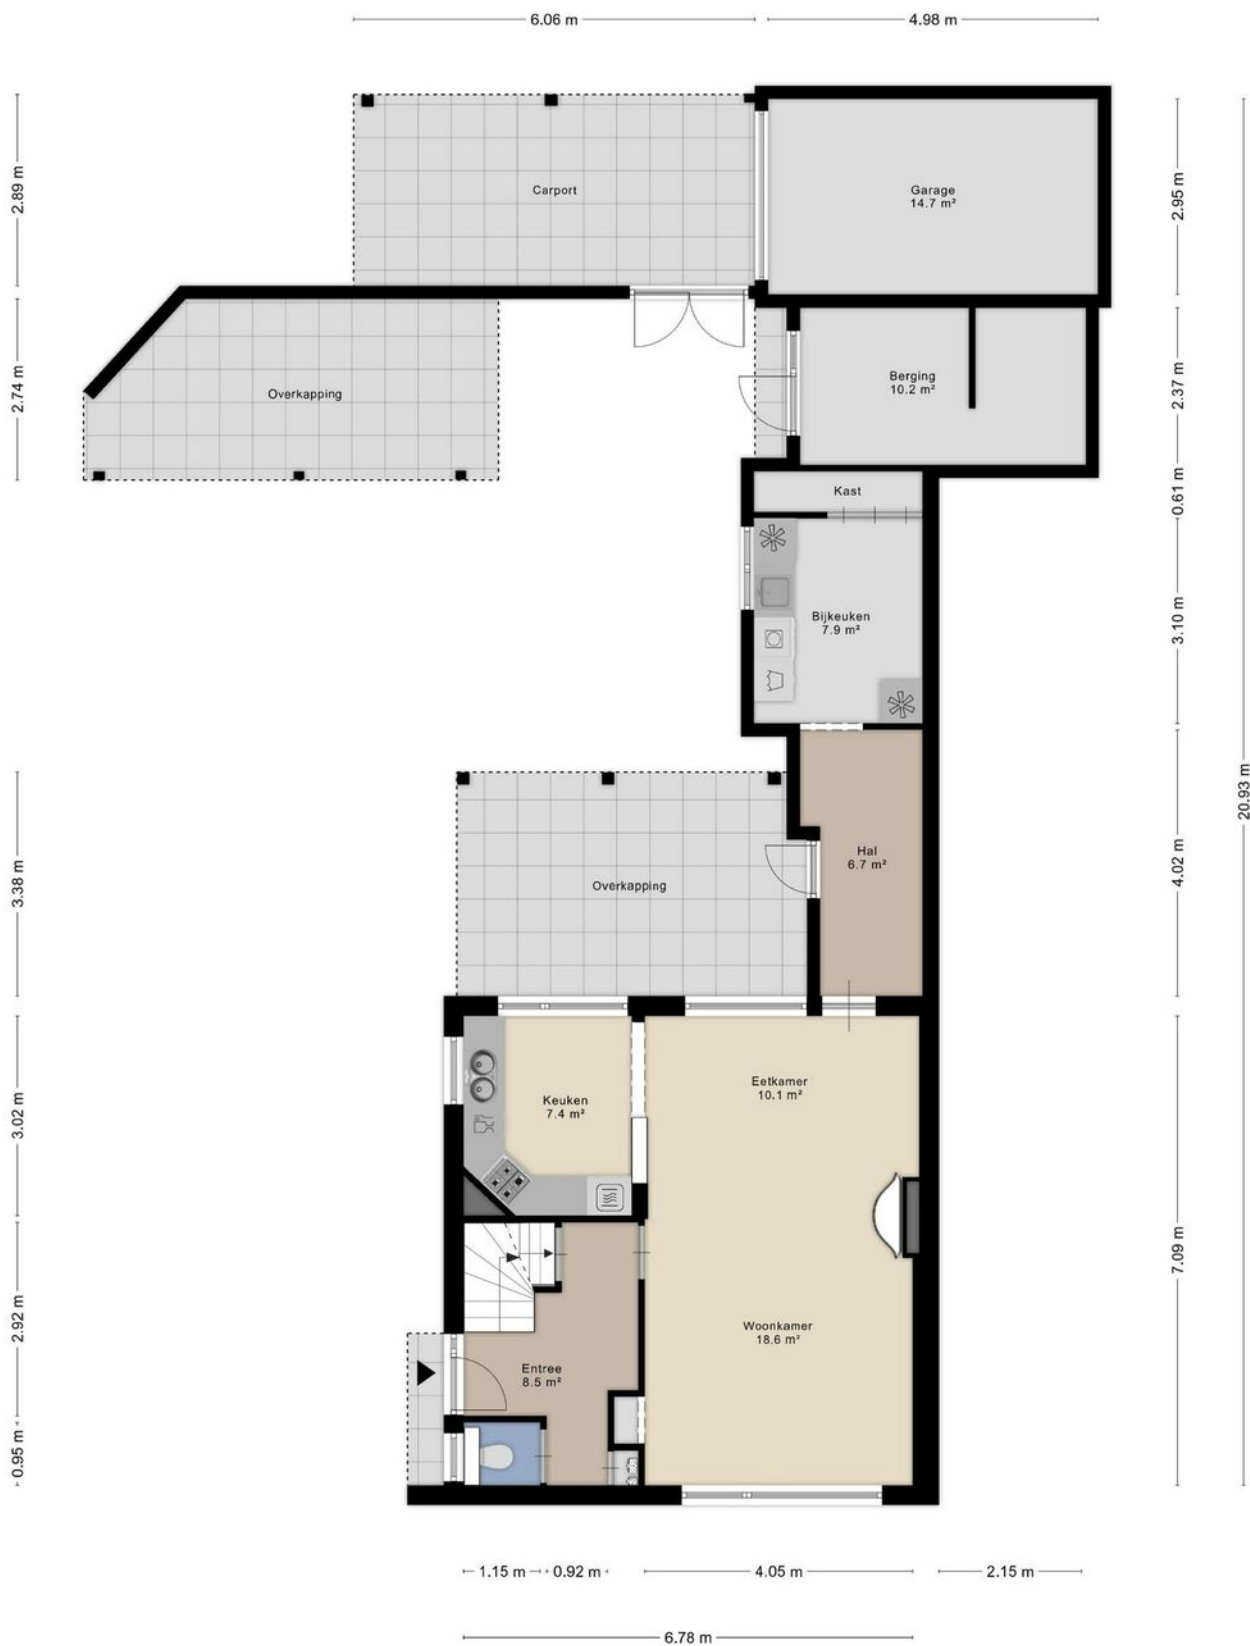 6.06 m
4.98 m
2.89 m
Carport
Garage
14.7 m²
2.95 m
2.74 m
Overkapping
Berging
10.2 m²
2.37 m
Kast
0.61 m
Bijkeuken
7.9 m²
3.10 m
20.93 m
3.38 m
Overkapping
Hal
6.7 m²
4.02 m
3.02 m
Keuken
7.4 m²
Eetkamer
10.1 m²
7.09 m
2.92 m
Woonkamer
18.6 m²
Entree
8.5 m²
0.95 m
1.15 m
0.92 m
4.05 m
2.15 m
6.78 m